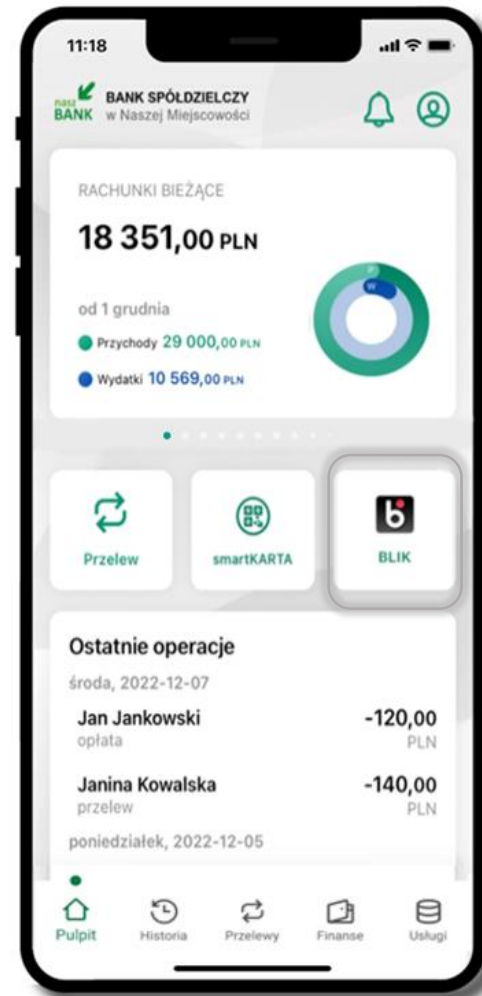 11:18
nasz BANK
BANK SPÓŁDZIELCZY
w Naszej Miejscowości
RACHUNKI BIEŻĄCE
18 351,00 PLN
od 1 grudnia
Przychody 29 000,00 PLN
Wydatki 10 569,00 PLN
P
W
Przelew
smartKARTA
b
BLIK
Ostatnie operacje
środa, 2022-12-07
Jan Jankowski -120,00
opłata PLN
Janina Kowalska -140,00
przelew PLN
poniedziałek, 2022-12-05
Pulpit Historia Przelewy Finanse Usługi